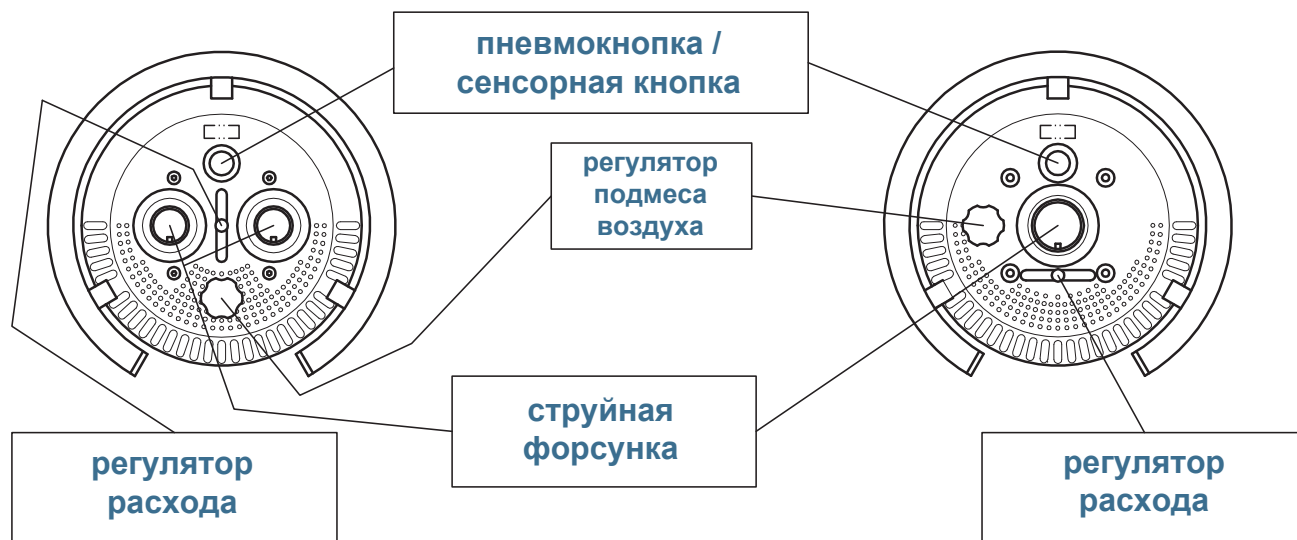 пневмокнопка /
сенсорная кнопка
регулятор
подмеса
воздуха
струйная
форсунка
регулятор
расхода
регулятор
расхода